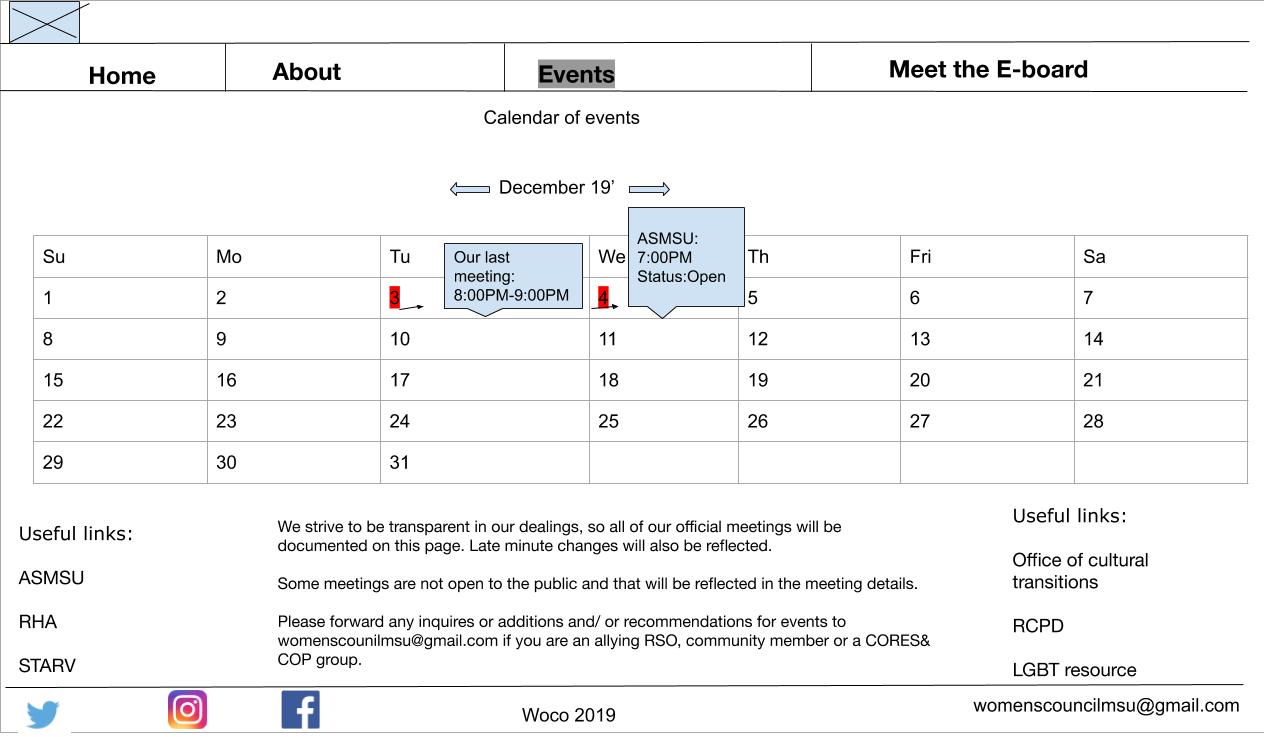 Home About Events Meet the E-board
Calendar of events
December 19’
Su Mo Tu We Th Fri Sa
Our last
meeting:
8:00PM-9:00PM
ASMSU:
7:00PM
Status:Open
1 2 3 4 5 6 7
8 9 10 11 12 13 14
15 16 17 18 19 20 21
22 23 24 25 26 27 28
29 30 31
Useful links:
ASMSU
RHA
STARV
We strive to be transparent in our dealings, so all of our official meetings will be
documented on this page. Late minute changes will also be reflected.
Some meetings are not open to the public and that will be reflected in the meeting details.
Please forward any inquires or additions and/ or recommendations for events to
womenscounilmsu@gmail.com if you are an allying RSO, community member or a CORES&
COP group.
Useful links:
Office of cultural
transitions
RCPD
LGBT resource
Woco 2019
womenscouncilmsu@gmail.com